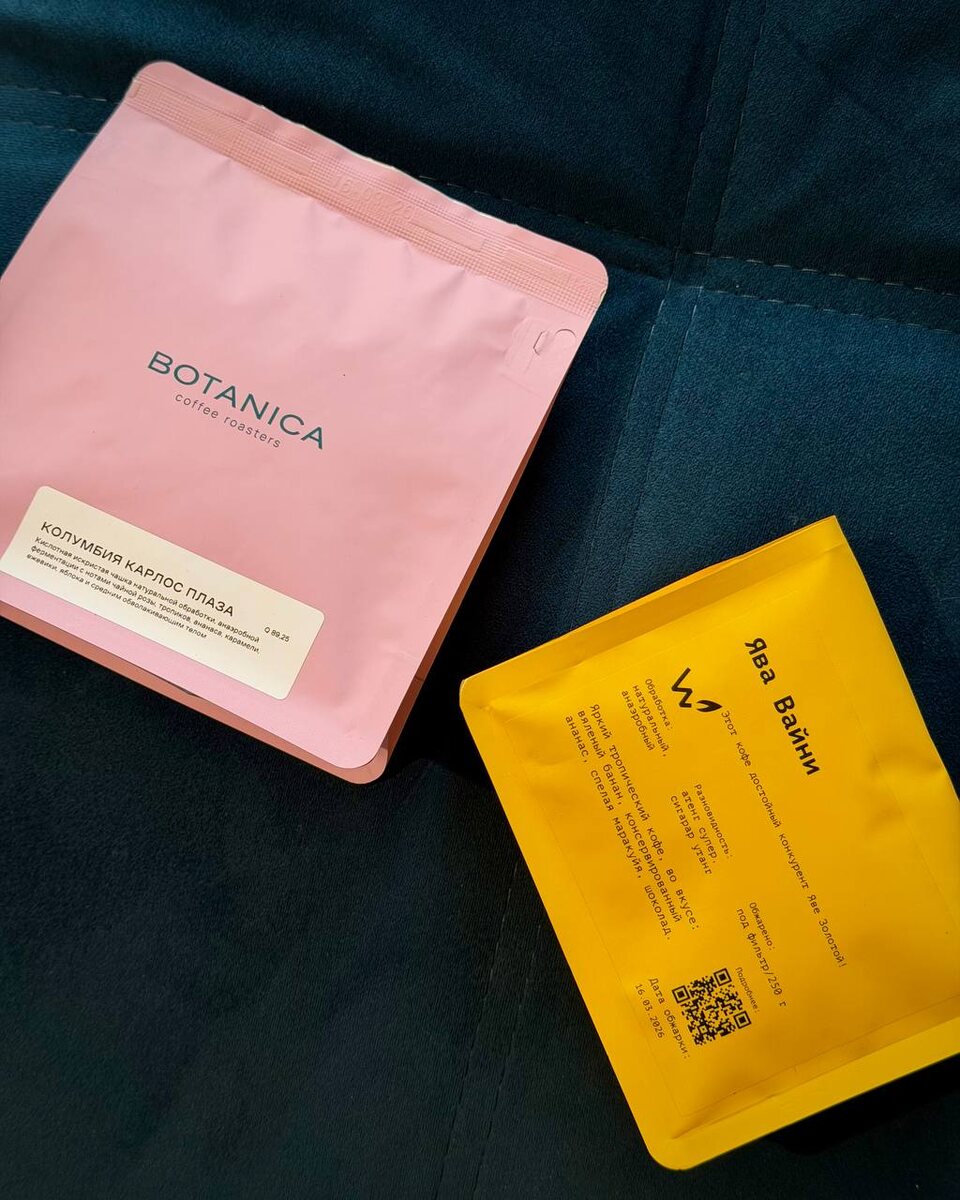 BOTANICA
coffee roasters
КОЛУМБИЯ КАРЛОС ПЛАЗА
Кислотная искристая чашка натуральной обработки, анаэробной
ферментации с нотами чайной розы, тропиков, ананаса, карамели,
ежевики, яблока и средним обволакивающим телом
Q 89,25
Ява Вайни
Этот кофе достойный конкурент Яве Золотой!
Обработка:
натуральный,
анаэробный
Разновидность:
атенг супер,
сигарар утанг
Обжарено:
под фильтр/250 г
Яркий тропический кофе, во вкусе:
вяленый банан, консервированный
ананас, спелая маракуйя, шоколад.
Подробнее:
Дата обжарки:
16.03.2026